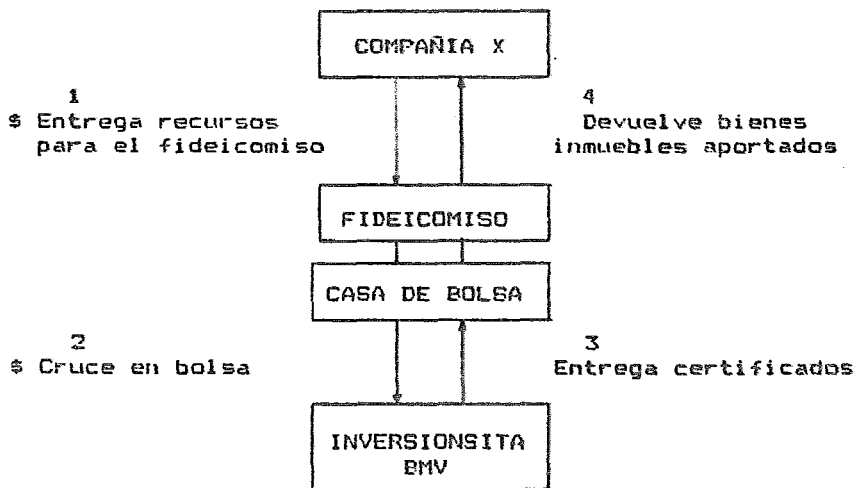 COMPAÑIA X
1
$ Entrega recursos
para el fideicomiso
4
Devuelve bienes
inmuebles aportados
FIDEICOMISO
CASA DE BOLSA
2
$ Cruce en bolsa
3
Entrega certificados
INVERSIONSITA
BMV